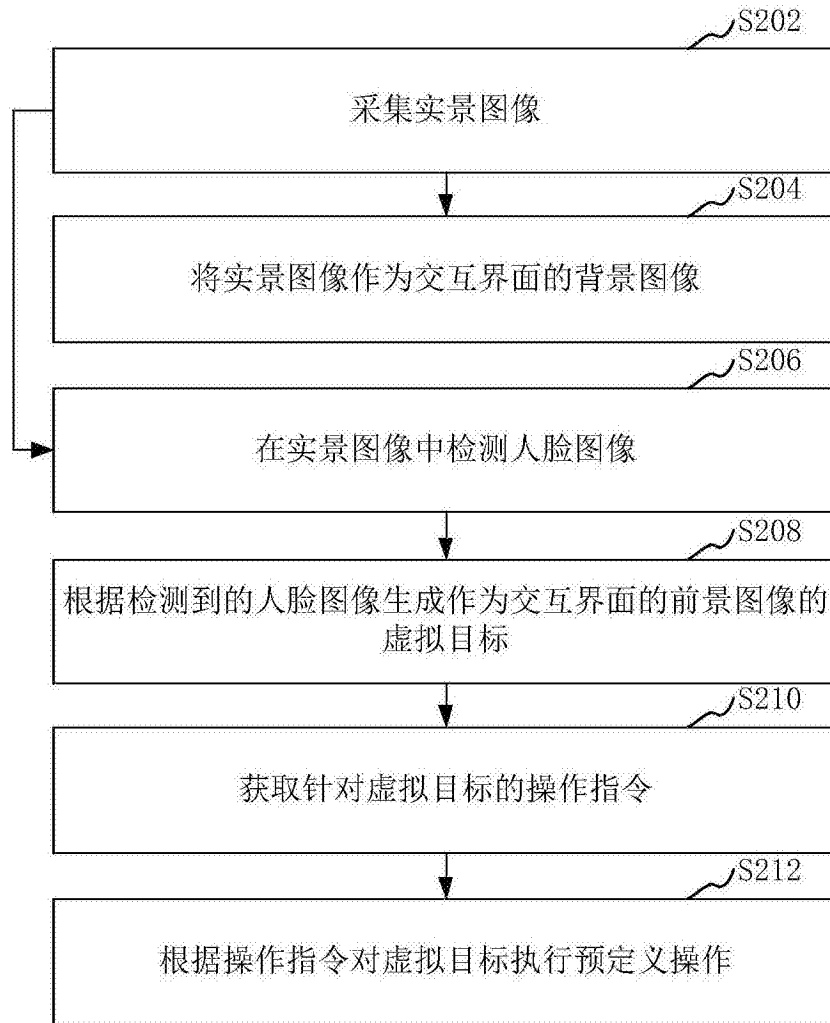 S202
采集实景图像
S204
将实景图像作为交互界面的背景图像
S206
在实景图像中检测人脸图像
S208
根据检测到的人脸图像生成作为交互界面的前景图像的
虚拟目标
S210
获取针对虚拟目标的操作指令
S212
根据操作指令对虚拟目标执行预定义操作